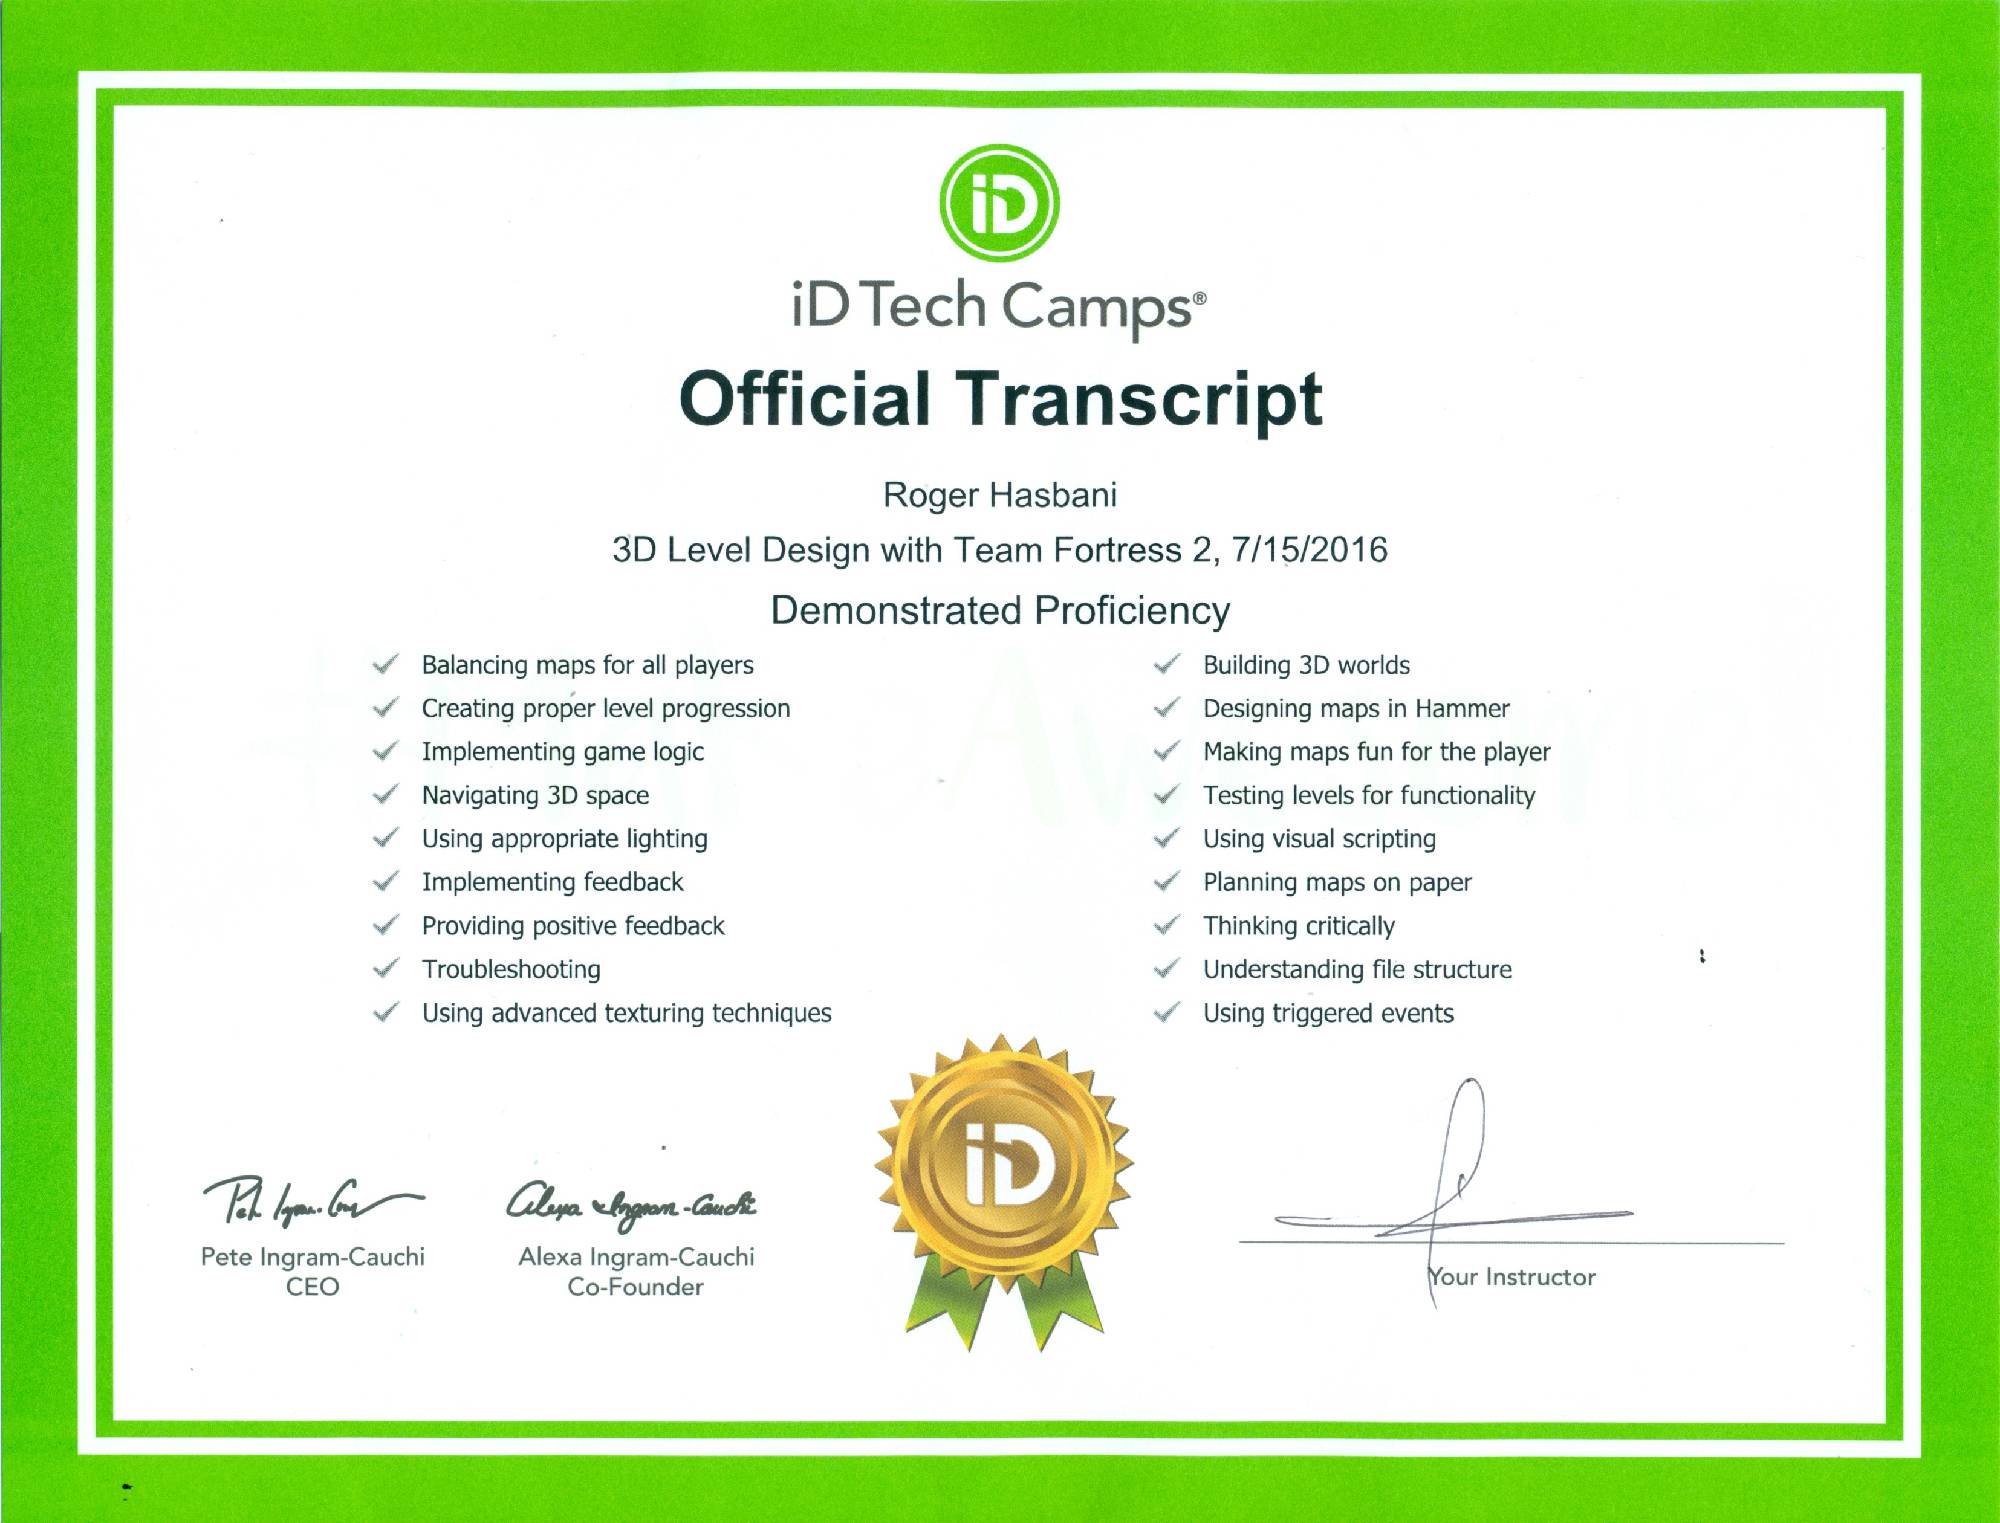 iD
iD Tech Camps®
Official Transcript
Roger Hasbani
3D Level Design with Team Fortress 2, 7/15/2016
Demonstrated Proficiency
Balancing maps for all players
Creating proper level progression
Implementing game logic
Navigating 3D space
Using appropriate lighting
Implementing feedback
Providing positive feedback
Troubleshooting
Using advanced texturing techniques
Building 3D worlds
Designing maps in Hammer
Making maps fun for the player
Testing levels for functionality
Using visual scripting
Planning maps on paper
Thinking critically
Understanding file structure
Using triggered events
iD
Alexa Ingram-Cauchi
Pete Ingram-Cauchi
CEO
Alexa Ingram-Cauchi
Co-Founder
Your Instructor